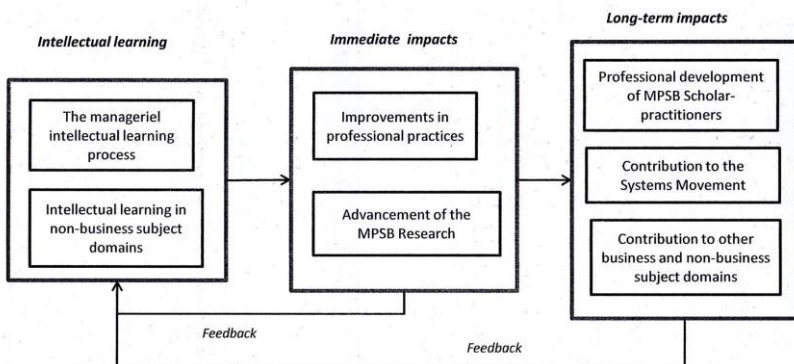 Intellectual learning
The manageriel
intellectual learning
process
Intellectual learning in
non-business subject
domains
Immediate impacts
Improvements in
professional practices
Advancement of the
MPSB Research
Long-term impacts
Professional development
of MPSB Scholar-
practitioners
Contribution to the
Systems Movement
Contribution to other
business and non-business
subject domains
Feedback
Feedback